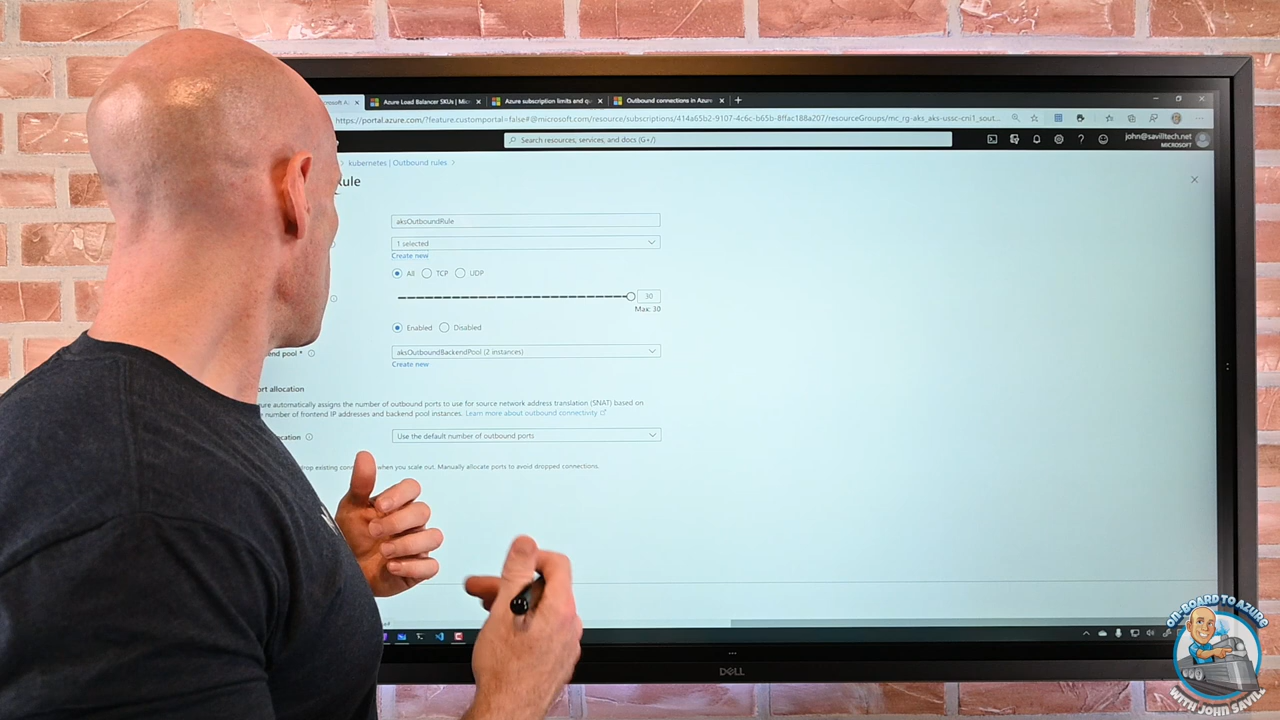 crosoft A
Azure Load Balancer SKUs | Micr
Azure subscription limits and qu
Outbound connections in Azure
https://portal.azure.com/?feature.customportal=false#@microsoft.com/resource/subscriptions/414a65b2-9107-4c6c-b65b-8ffac188a207/resourceGroups/mc_rg-aks_aks-ussc-cni1_sout...
Search resources, services, and docs (G+/)
john@savilltech.net
MICROSOFT
kubernetes | Outbound rules
Rule
aksOutboundRule
1 selected
Create new
All
TCP
UDP
30
Max: 30
Enabled
Disabled
end pool *
aksOutboundBackendPool (2 instances)
Create new
ort allocation
ure automatically assigns the number of outbound ports to use for source network address translation (SNAT) based on
number of frontend IP addresses and backend pool instances. Learn more about outbound connectivity
cation
Use the default number of outbound ports
drop existing conn
when you scale out. Manually allocate ports to avoid dropped connections.
DELL
ON-BOARD TO AZURE
WITH JOHN SAVILL